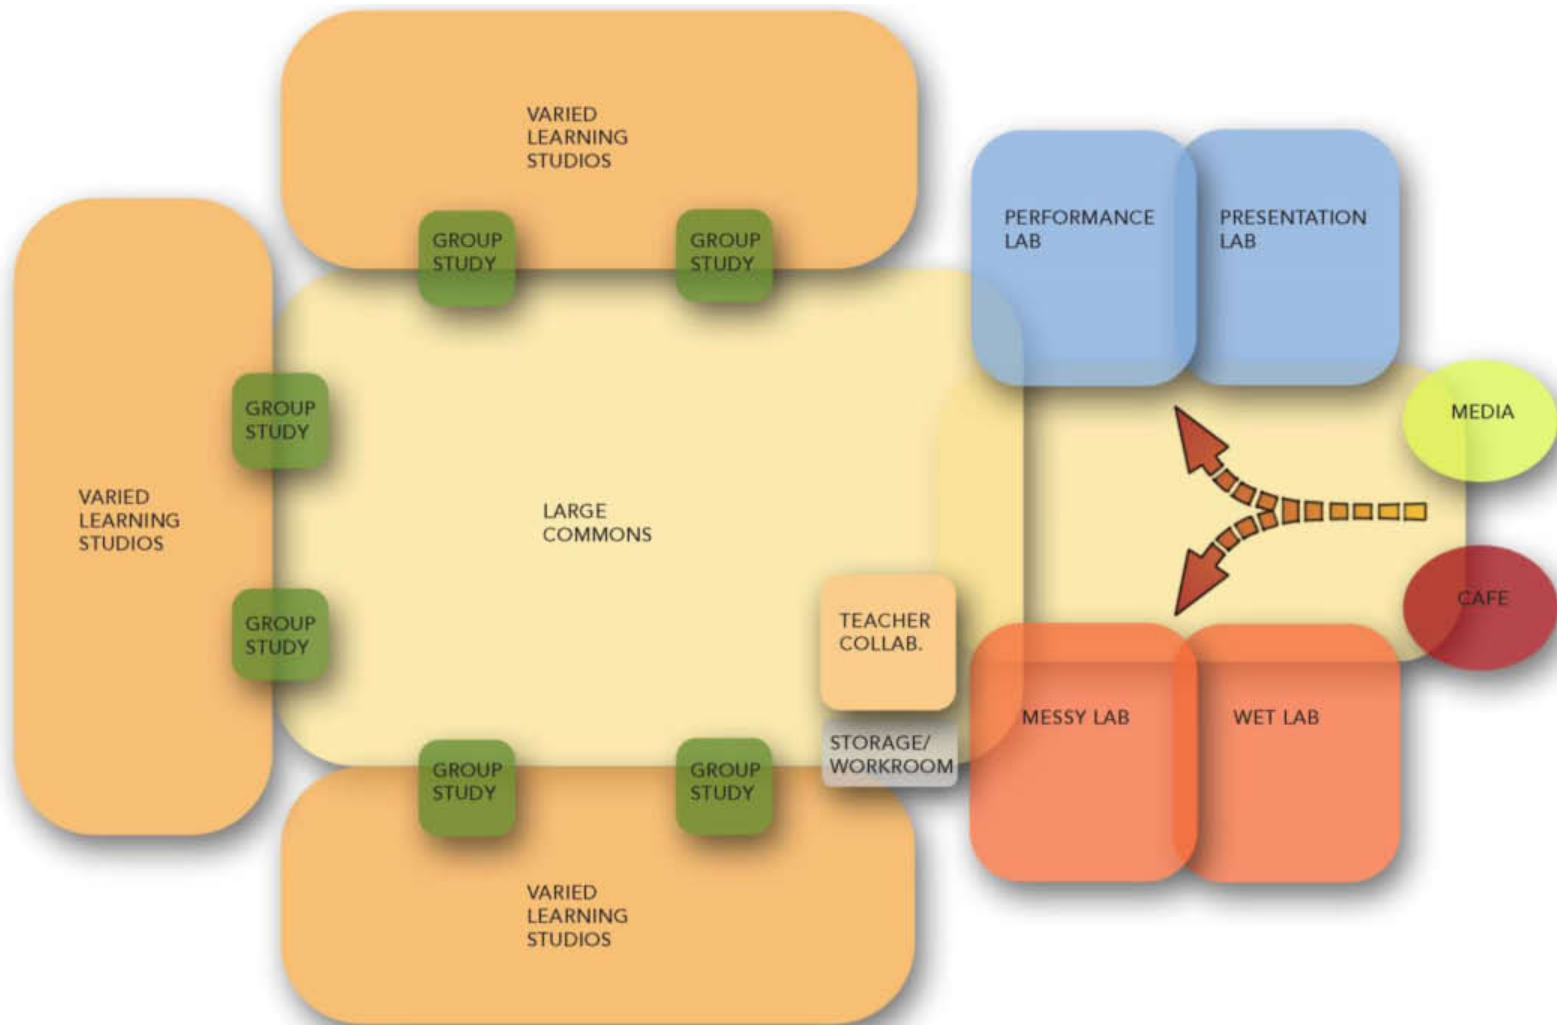 VARIED
LEARNING
STUDIOS
GROUP
STUDY
GROUP
STUDY
PERFORMANCE
LAB
PRESENTATION
LAB
GROUP
STUDY
MEDIA
VARIED
LEARNING
STUDIOS
LARGE
COMMONS
GROUP
STUDY
TEACHER
COLLAB.
CAFE
STORAGE/
WORKROOM
MESSY LAB
WET LAB
GROUP
STUDY
GROUP
STUDY
VARIED
LEARNING
STUDIOS